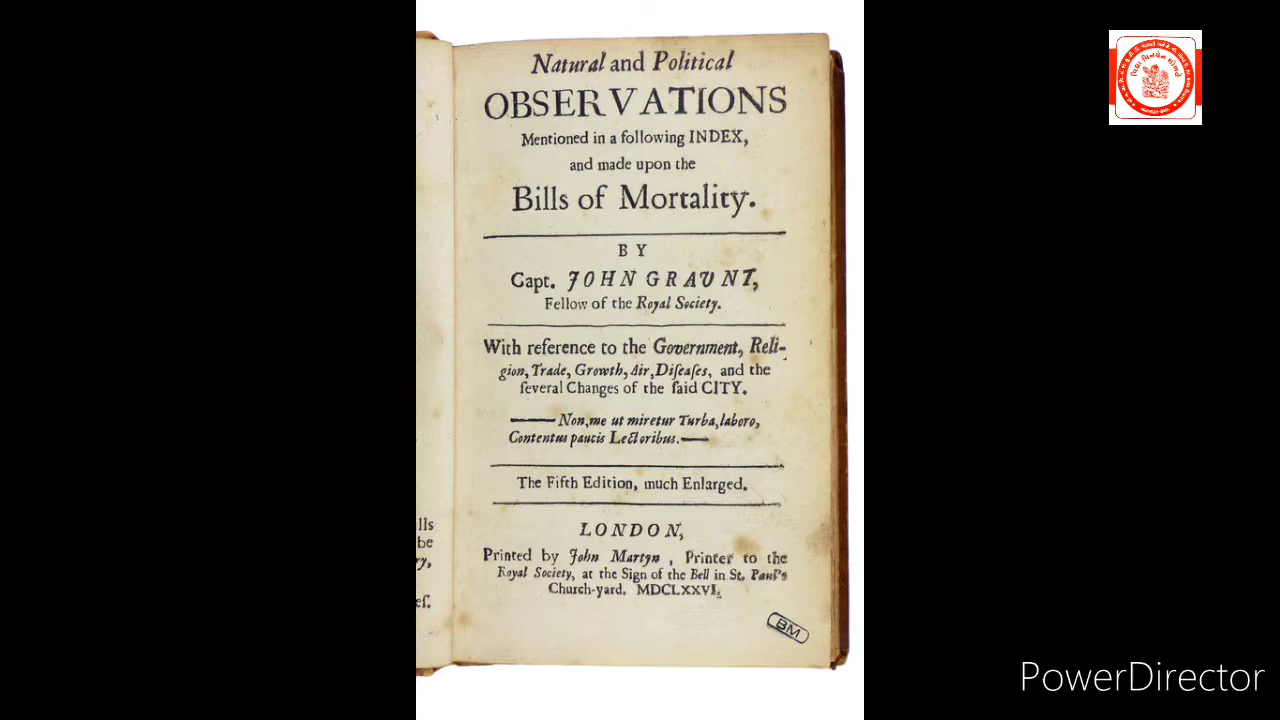 Natural and Political
OBSERVATIONS
Mentioned in a following INDEX,
and made upon the
Bills of Mortality.
BY
Capt. JOHN GRAUNT,
Fellow of the Royal Society.
With reference to the Government, Reli-
gion, Trade, Growth, Air, Diſeaſes, and the
ſeveral Changes of the ſaid CITY.
—— Non, me ut miretur Turba, laboro,
Contentus paucis Lectoribus. ——
The Fifth Edition, much Enlarged.
LONDON,
Printed by John Martyn, Printer to the
Royal Society, at the Sign of the Bell in St. Paul's
Church-yard. MDCLXXVI.
BM
lls
be
ry,
eſ.
PowerDirector